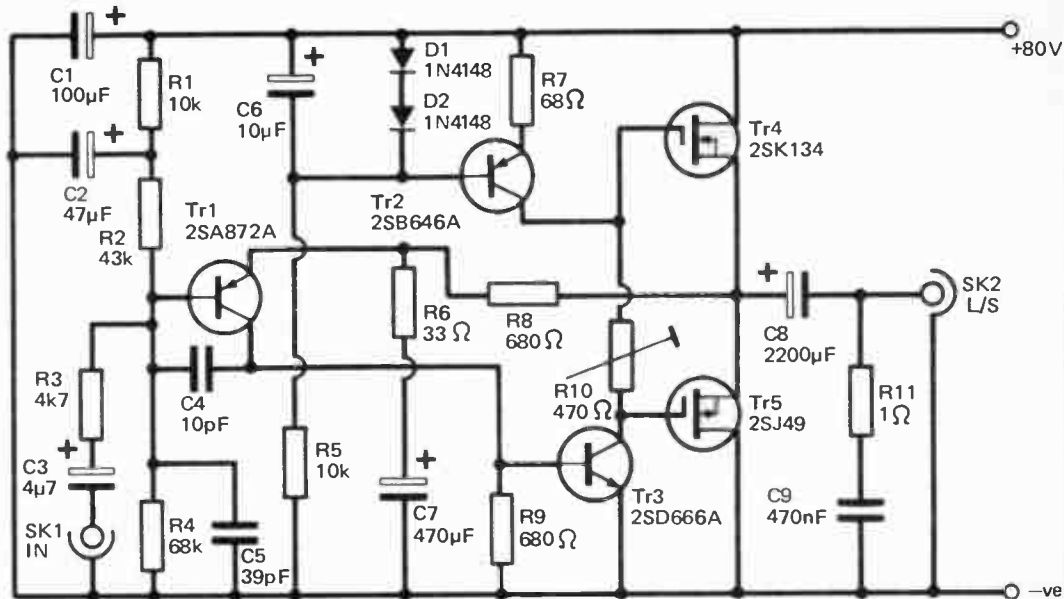 +
C1
100µF
R1
10k
+
C2
47µF
R2
43k
Tr1
2SA872A
R3
4k7
+
C3
4µ7
SK1
IN
R4
68k
C4
10pF
C5
39pF
+
C6
10µF
D1
1N4148
D2
1N4148
Tr2
2SB646A
R7
68Ω
Tr4
2SK134
R6
33Ω
R8
680Ω
R5
10k
+
C7
470µF
R9
680Ω
R10
470Ω
Tr3
2SD666A
Tr5
2SJ49
+
C8
2200µF
R11
1Ω
C9
470nF
SK2
L/S
+80V
−ve